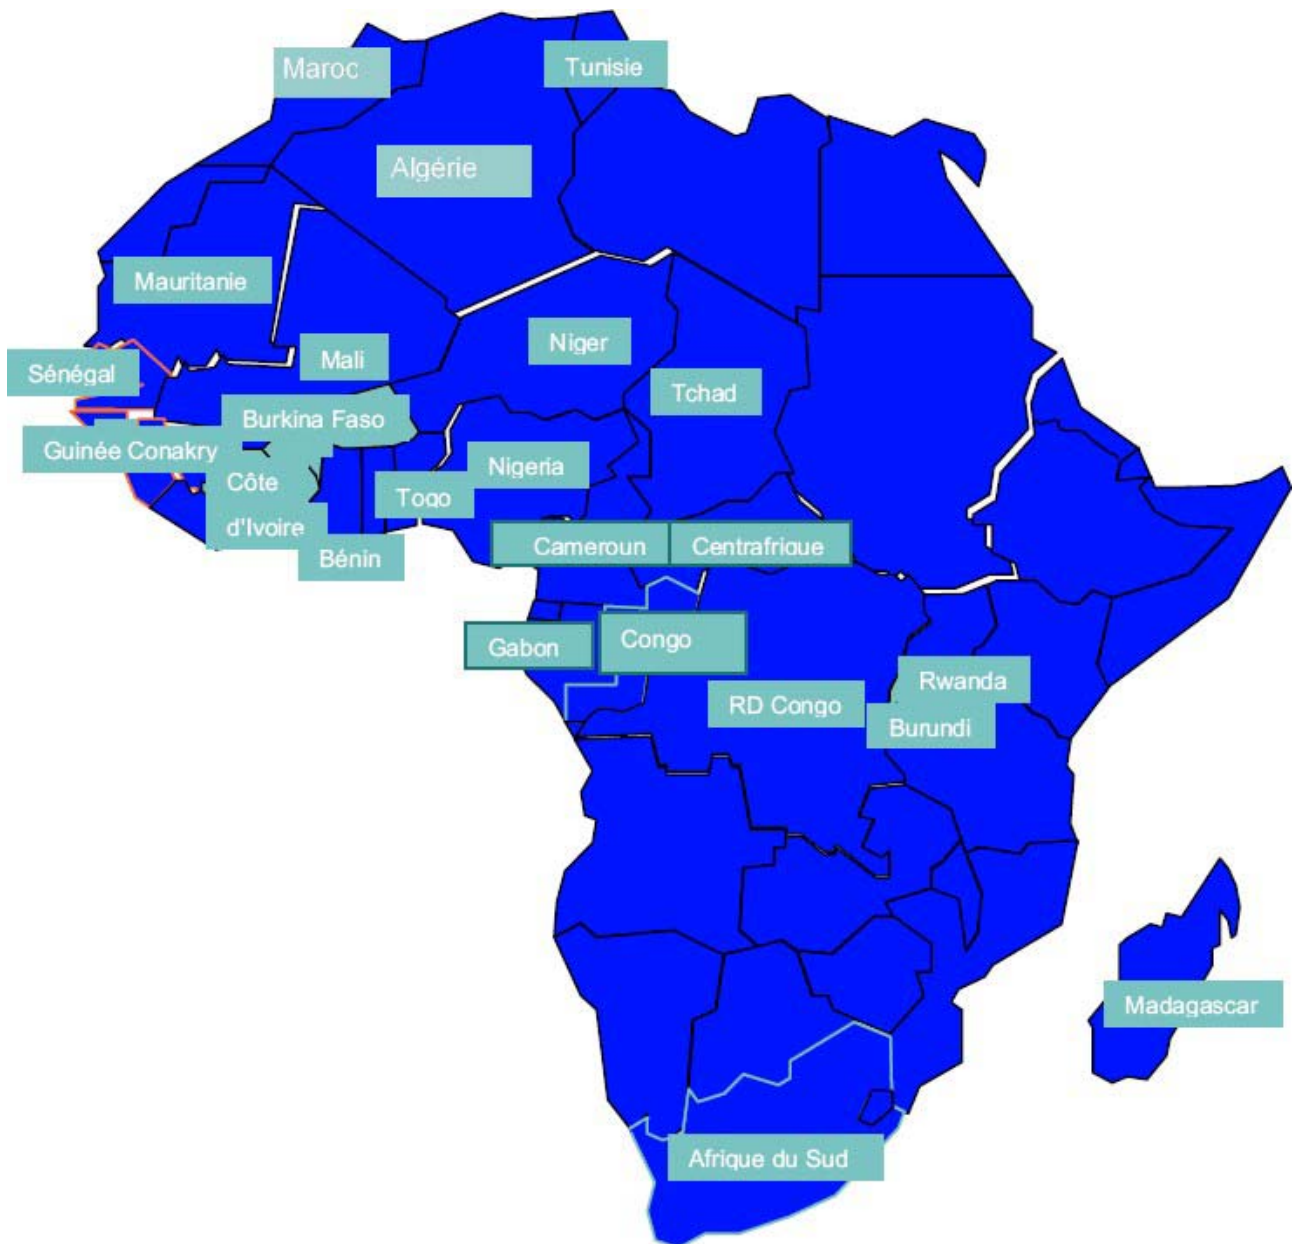 Maroc
Tunisie
Algérie
Mauritanie
Niger
Mali
Sénégal
Tchad
Burkina Faso
Guinée Conakry
Nigeria
Côte
d'Ivoire
Togo
Bénin
Cameroun
Centrafrique
Gabon
Congo
Rwanda
RD Congo
Burundi
Madagascar
Afrique du Sud